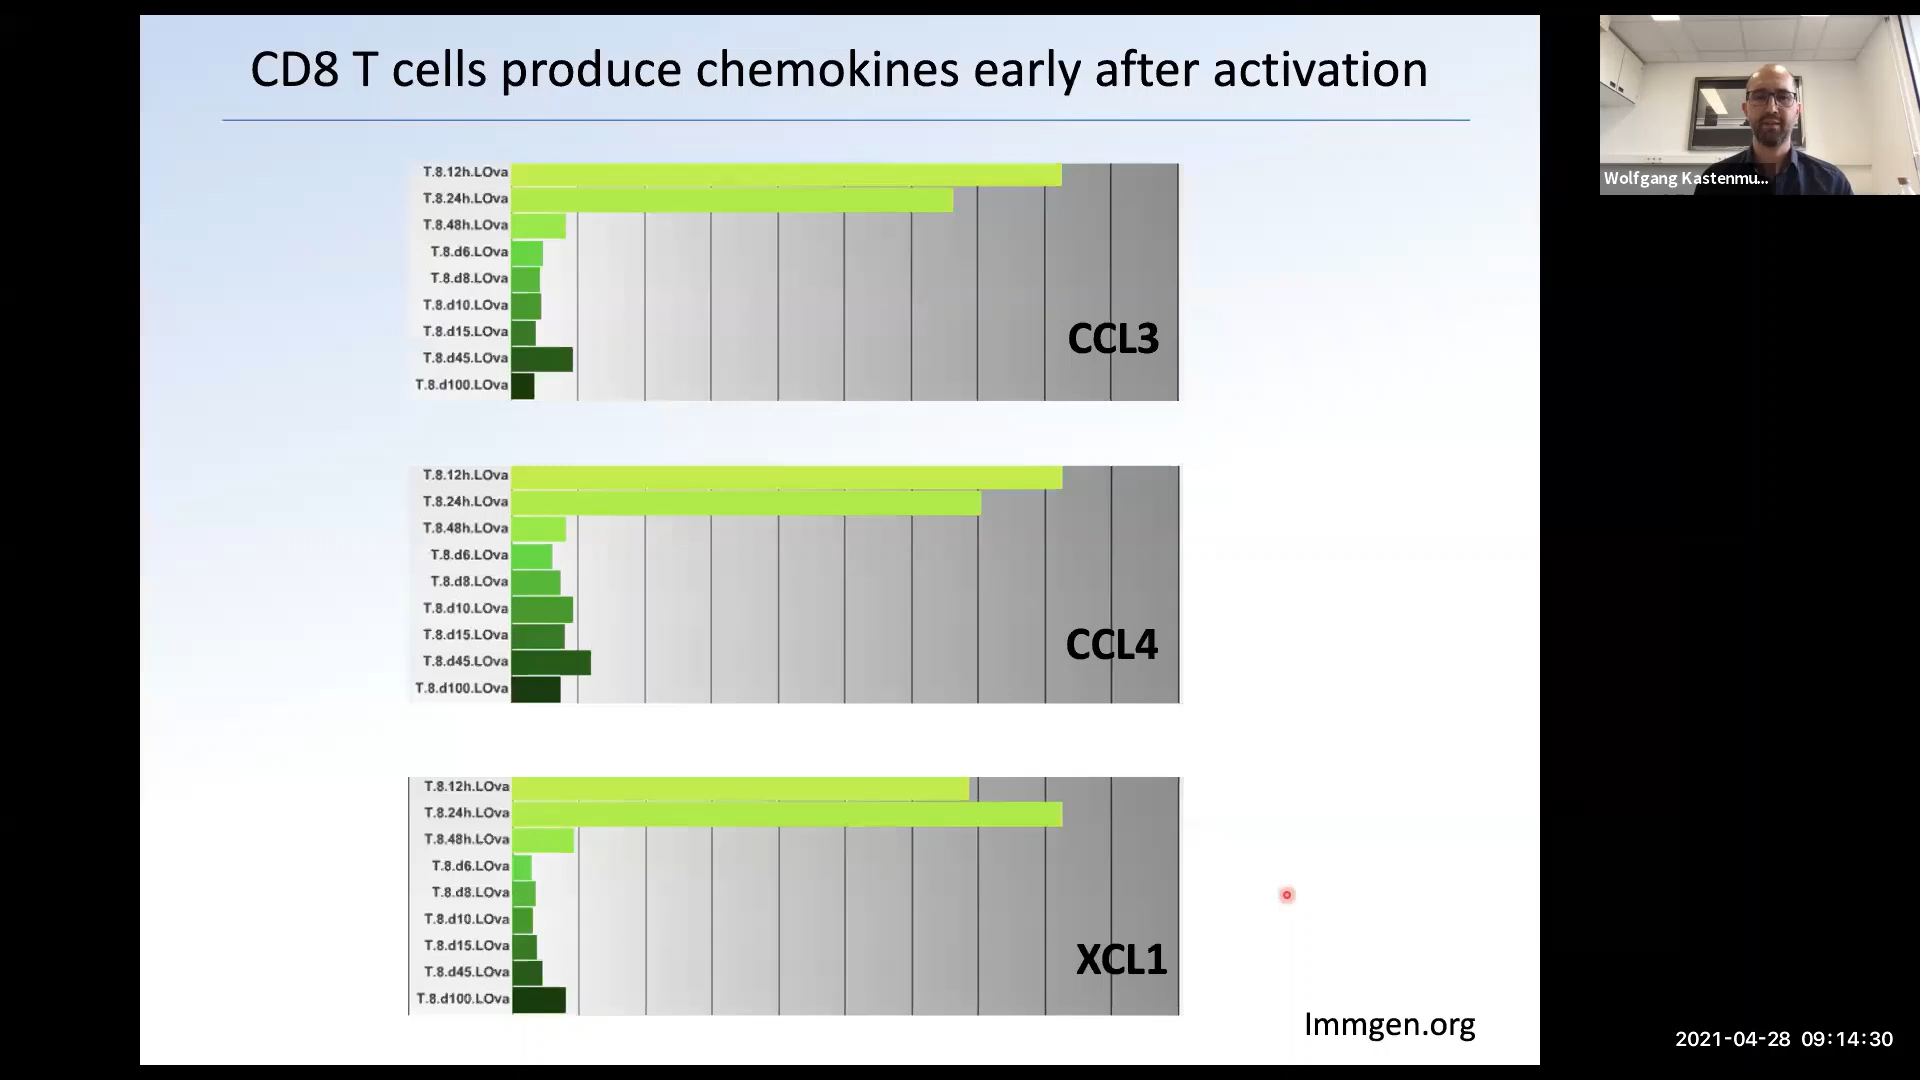 CD8 T cells produce chemokines early after activation
Wolfgang Kastenmu...
T.8.12h.LOva
T.8.24h.LOva
T.8.48h.LOva
T.8.d6.LOva
T.8.d8.LOva
T.8.d10.LOva
T.8.d15.LOva
T.8.d45.LOva
T.8.d100.LOva
CCL3
T.8.12h.LOva
T.8.24h.LOva
T.8.48h.LOva
T.8.d6.LOva
T.8.d8.LOva
T.8.d10.LOva
T.8.d15.LOva
T.8.d45.LOva
T.8.d100.LOva
CCL4
T.8.12h.LOva
T.8.24h.LOva
T.8.48h.LOva
T.8.d6.LOva
T.8.d8.LOva
T.8.d10.LOva
T.8.d15.LOva
T.8.d45.LOva
T.8.d100.LOva
XCL1
Immgen.org
2021-04-28 09:14:30